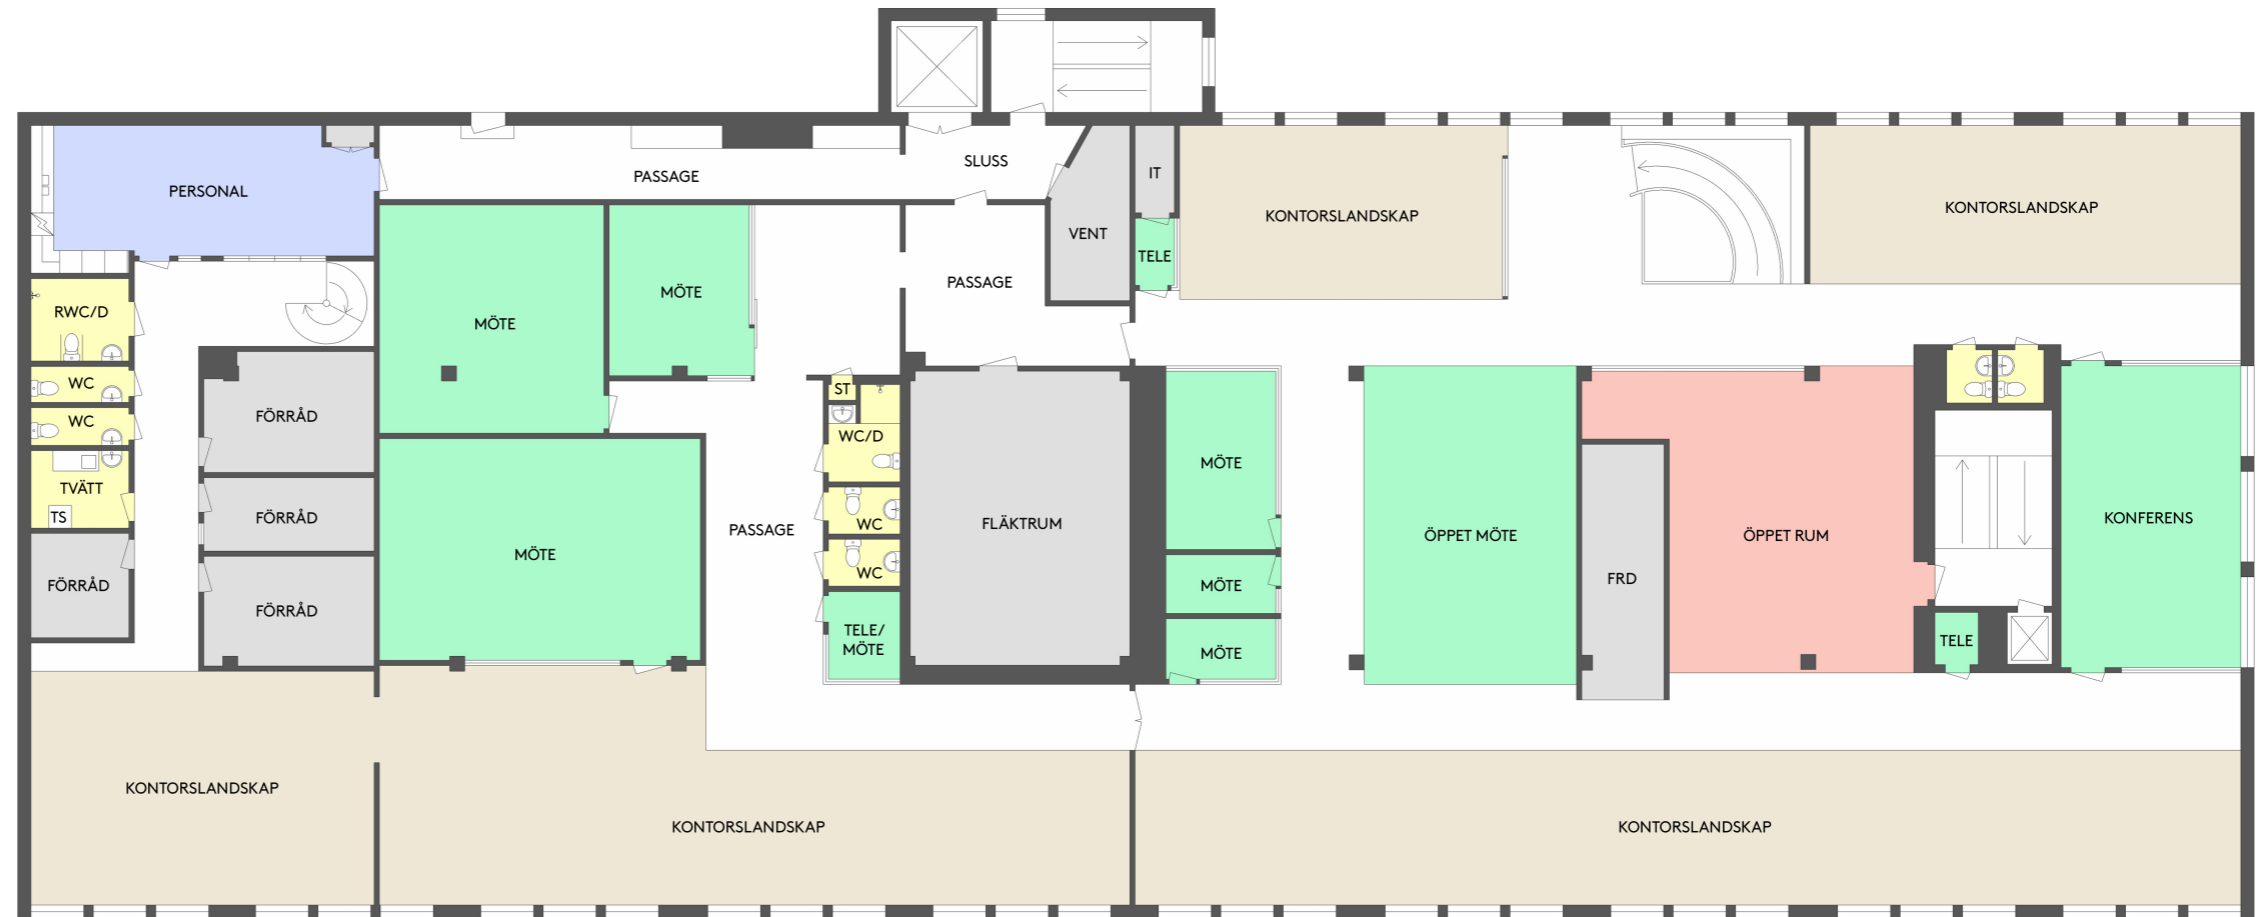 SLUSS
PERSONAL
PASSAGE
IT
KONTORSLANDSKAP
KONTORSLANDSKAP
VENT
TELE
PASSAGE
MÖTE
MÖTE
RWC/D
WC
WC
TVÄTT
TS
FÖRRÅD
FÖRRÅD
FÖRRÅD
FÖRRÅD
MÖTE
PASSAGE
ST
WC/D
WC
WC
TELE/
MÖTE
FLÄKTRUM
MÖTE
MÖTE
MÖTE
ÖPPET MÖTE
FRD
ÖPPET RUM
TELE
KONFERENS
KONTORSLANDSKAP
KONTORSLANDSKAP
KONTORSLANDSKAP